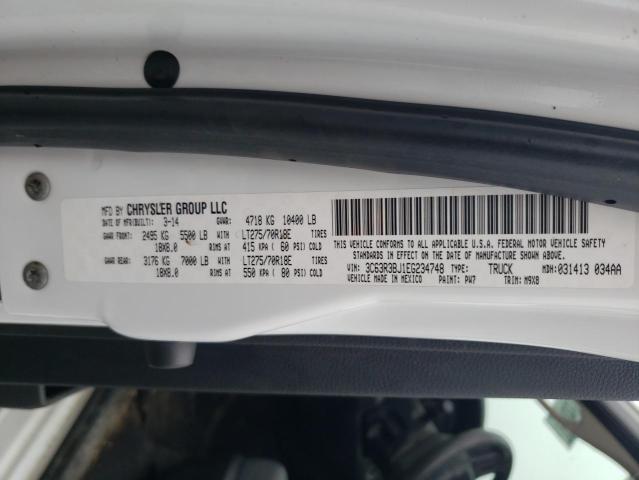 MFD BY CHRYSLER GROUP LLC
DATE OF MFR(BUILT): 3-14 GVWR: 4718 KG 10400 LB
GAWR FRONT: 2495 KG 5500 LB WITH LT275/70R18E TIRES
18X8.0 RIMS AT 415 KPA ( 60 PSI) COLD
GAWR REAR: 3176 KG 7000 LB WITH LT275/70R18E TIRES
18X8.0 RIMS AT 550 KPA ( 80 PSI) COLD
THIS VEHICLE CONFORMS TO ALL APPLICABLE U.S.A. FEDERAL MOTOR VEHICLE SAFETY
STANDARDS IN EFFECT ON THE DATE OF MANUFACTURE SHOWN ABOVE.
VIN: 3C63R3BJ1EG234748 TYPE: TRUCK MDH: 031413 034AA
VEHICLE MADE IN MEXICO PAINT: PW7 TRIM: M9X8